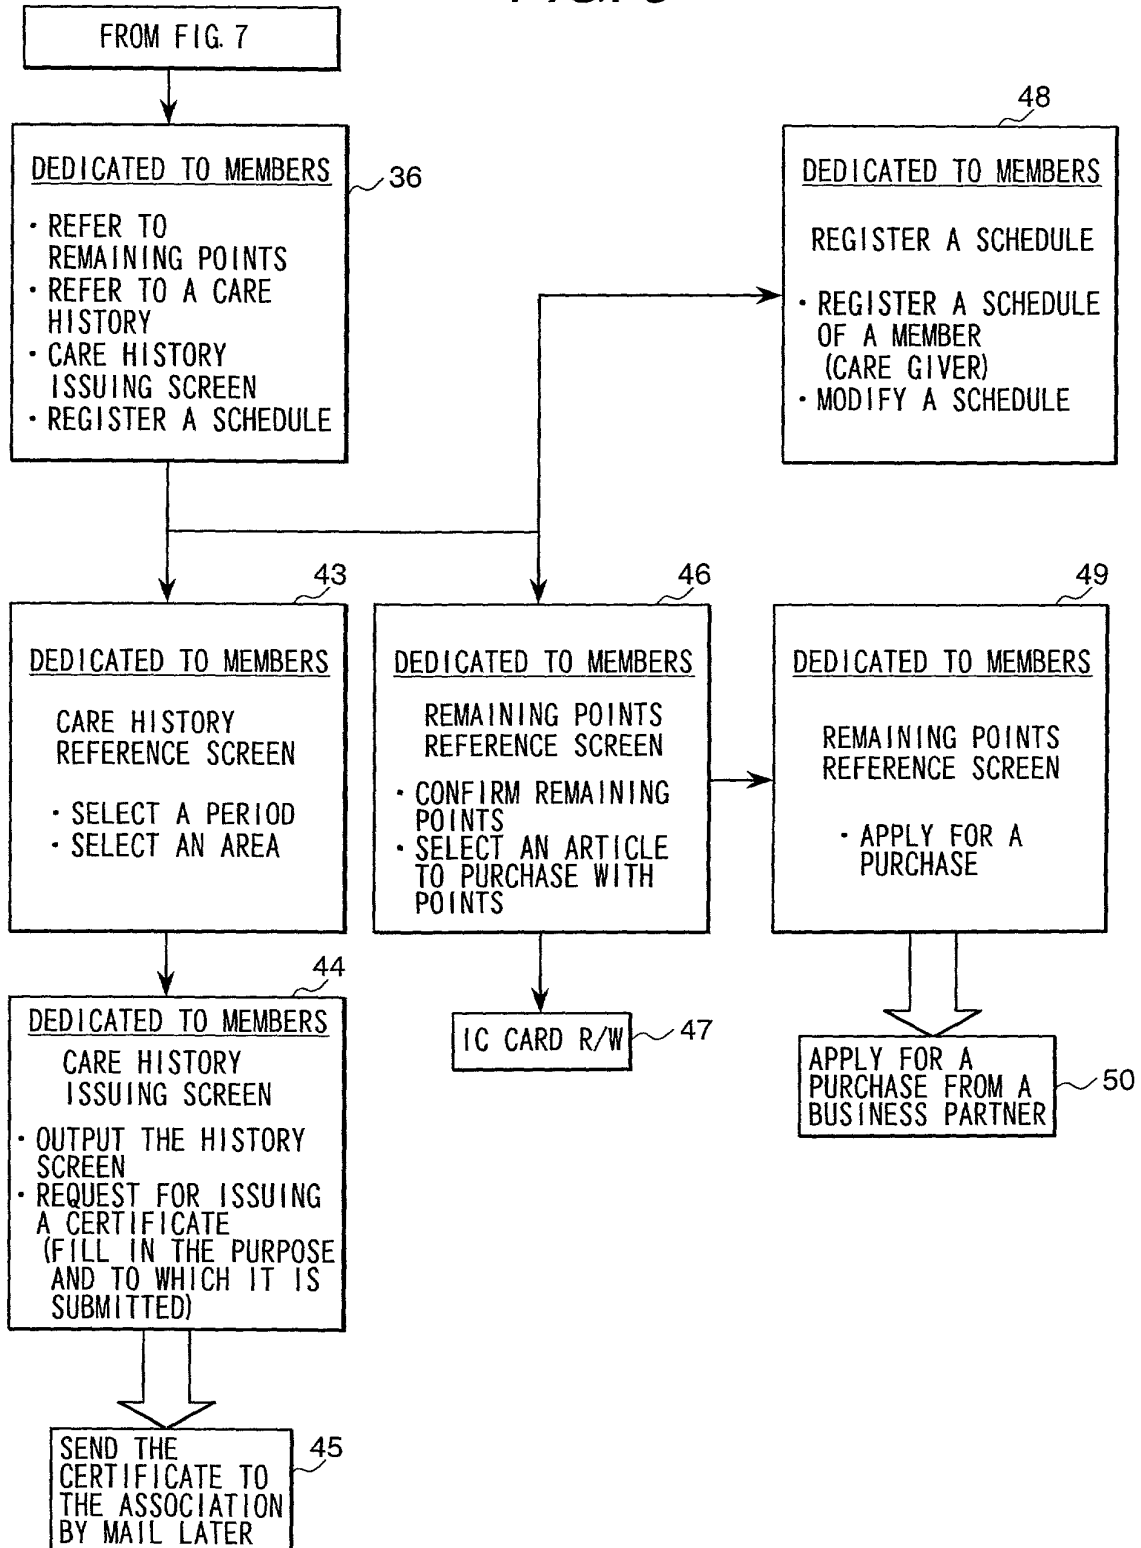 FROM FIG. 7
DEDICATED TO MEMBERS
36
· REFER TO
REMAINING POINTS
· REFER TO A CARE
HISTORY
· CARE HISTORY
ISSUING SCREEN
· REGISTER A SCHEDULE
48
DEDICATED TO MEMBERS
REGISTER A SCHEDULE
· REGISTER A SCHEDULE
OF A MEMBER
(CARE GIVER)
· MODIFY A SCHEDULE
43
DEDICATED TO MEMBERS
CARE HISTORY
REFERENCE SCREEN
· SELECT A PERIOD
· SELECT AN AREA
46
DEDICATED TO MEMBERS
REMAINING POINTS
REFERENCE SCREEN
· CONFIRM REMAINING
POINTS
· SELECT AN ARTICLE
TO PURCHASE WITH
POINTS
49
DEDICATED TO MEMBERS
REMAINING POINTS
REFERENCE SCREEN
· APPLY FOR A
PURCHASE
44
DEDICATED TO MEMBERS
CARE HISTORY
ISSUING SCREEN
· OUTPUT THE HISTORY
SCREEN
· REQUEST FOR ISSUING
A CERTIFICATE
(FILL IN THE PURPOSE
AND TO WHICH IT IS
SUBMITTED)
IC CARD R/W
47
APPLY FOR A
PURCHASE FROM A
BUSINESS PARTNER
50
SEND THE
CERTIFICATE TO
THE ASSOCIATION
BY MAIL LATER
45